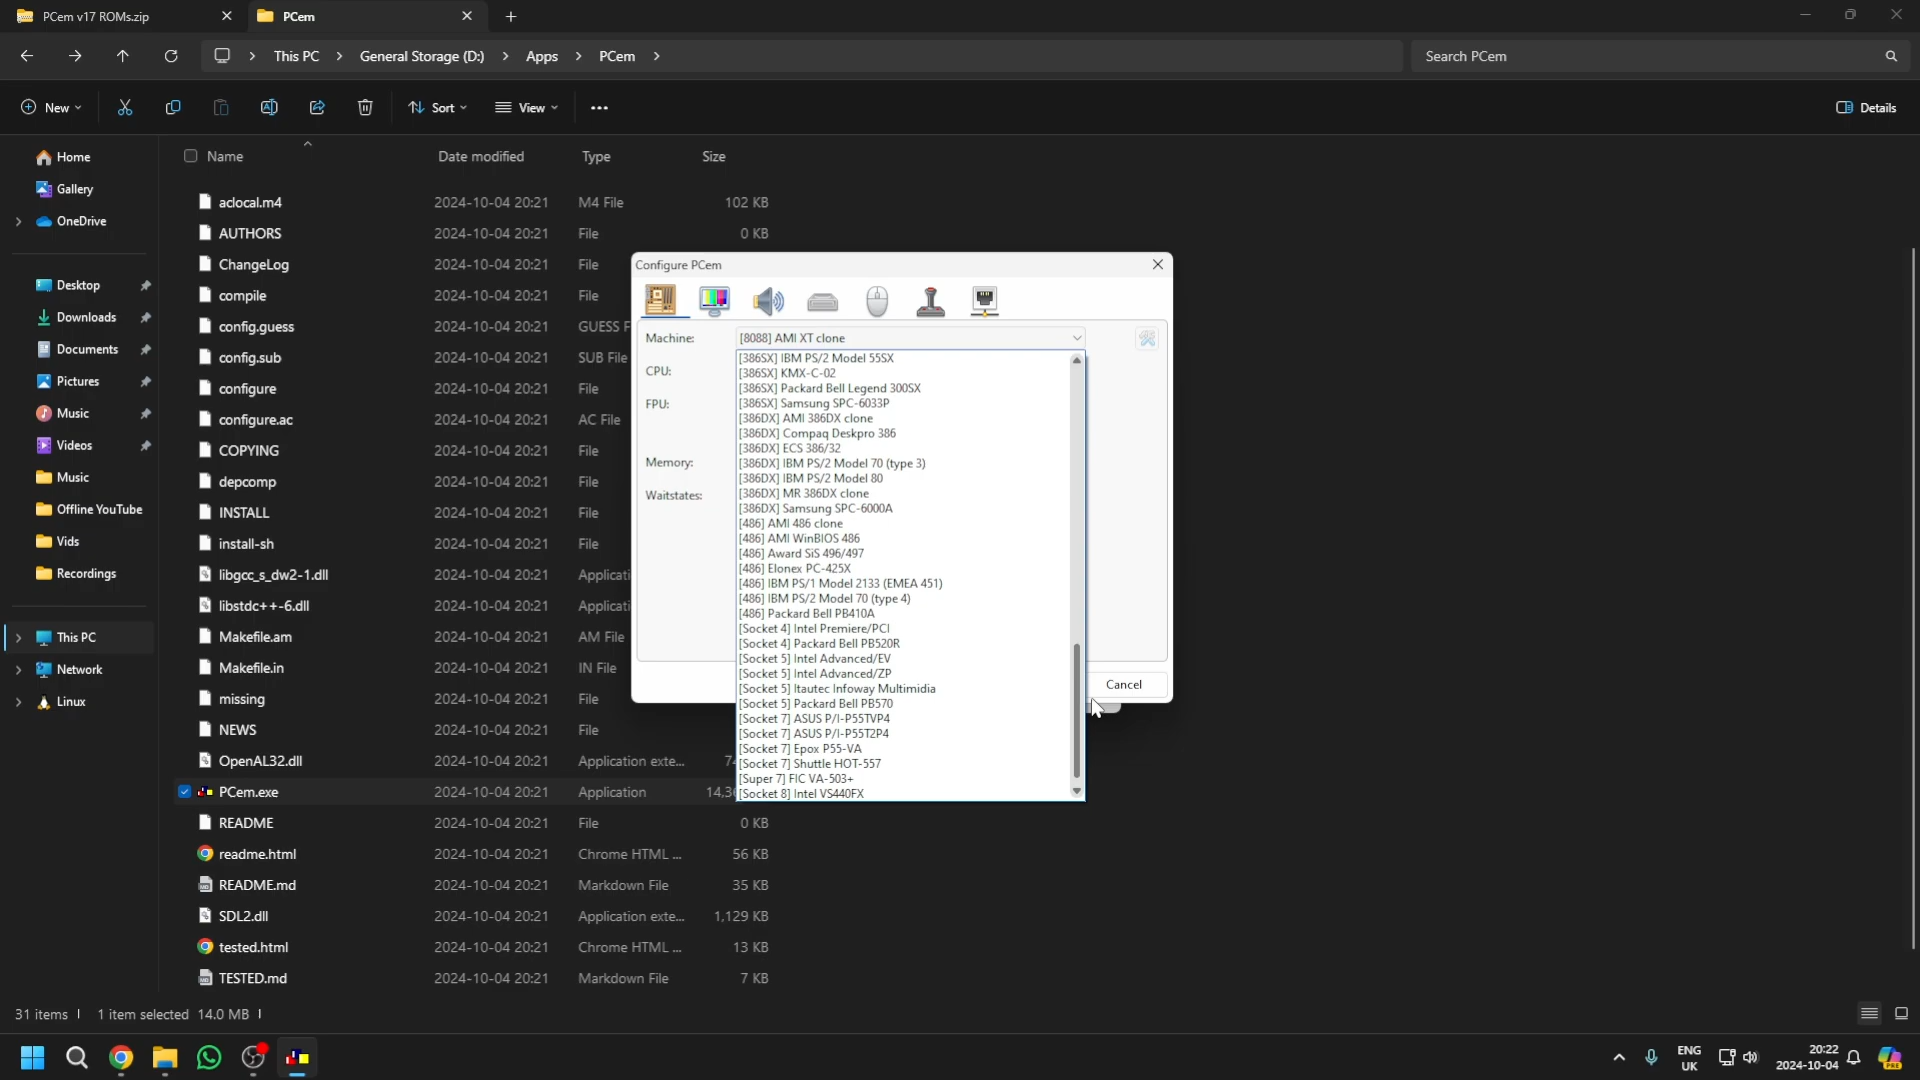 PCem v17 ROMs.zip
PCem
This PC
General Storage (D:)
Apps
PCem
Search PCem
New
Sort
View
Details
Home
Gallery
OneDrive
Desktop
Downloads
Documents
Pictures
Music
Videos
Music
Offline YouTube
Vids
Recordings
This PC
Network
Linux
Name Date modified Type Size
aclocal.m4 2024-10-04 20:21 M4 File 102 KB
AUTHORS 2024-10-04 20:21 File 0 KB
ChangeLog 2024-10-04 20:21 File
compile 2024-10-04 20:21 File
config.guess 2024-10-04 20:21 GUESS F
config.sub 2024-10-04 20:21 SUB File
configure 2024-10-04 20:21 File
configure.ac 2024-10-04 20:21 AC File
COPYING 2024-10-04 20:21 File
depcomp 2024-10-04 20:21 File
INSTALL 2024-10-04 20:21 File
install-sh 2024-10-04 20:21 File
libgcc_s_dw2-1.dll 2024-10-04 20:21 Applicati
libstdc++-6.dll 2024-10-04 20:21 Applicati
Makefile.am 2024-10-04 20:21 AM File
Makefile.in 2024-10-04 20:21 IN File
missing 2024-10-04 20:21 File
NEWS 2024-10-04 20:21 File
OpenAL32.dll 2024-10-04 20:21 Application exte... 74
PCem.exe 2024-10-04 20:21 Application 14,3
README 2024-10-04 20:21 File 0 KB
readme.html 2024-10-04 20:21 Chrome HTML ... 56 KB
README.md 2024-10-04 20:21 Markdown File 35 KB
SDL2.dll 2024-10-04 20:21 Application exte... 1,129 KB
tested.html 2024-10-04 20:21 Chrome HTML ... 13 KB
TESTED.md 2024-10-04 20:21 Markdown File 7 KB
Configure PCem
Machine: [8088] AMI XT clone
CPU:
FPU:
Memory:
Waitstates:
[386SX] IBM PS/2 Model 55SX
[386SX] KMX-C-02
[386SX] Packard Bell Legend 300SX
[386SX] Samsung SPC-6033P
[386DX] AMI 386DX clone
[386DX] Compaq Deskpro 386
[386DX] ECS 386/32
[386DX] IBM PS/2 Model 70 (type 3)
[386DX] IBM PS/2 Model 80
[386DX] MR 386DX clone
[386DX] Samsung SPC-6000A
[486] AMI 486 clone
[486] AMI WinBIOS 486
[486] Award SiS 496/497
[486] Elonex PC-425X
[486] IBM PS/1 Model 2133 (EMEA 451)
[486] IBM PS/2 Model 70 (type 4)
[486] Packard Bell PB410A
[Socket 4] Intel Premiere/PCI
[Socket 4] Packard Bell PB520R
[Socket 5] Intel Advanced/EV
[Socket 5] Intel Advanced/ZP
[Socket 5] Itautec Infoway Multimidia
[Socket 5] Packard Bell PB570
[Socket 7] ASUS P/I-P55TVP4
[Socket 7] ASUS P/I-P55T2P4
[Socket 7] Epox P55-VA
[Socket 7] Shuttle HOT-557
[Super 7] FIC VA-503+
[Socket 8] Intel VS440FX
Cancel
31 items 1 item selected 14.0 MB
ENG
UK
20:22
2024-10-04
PRE